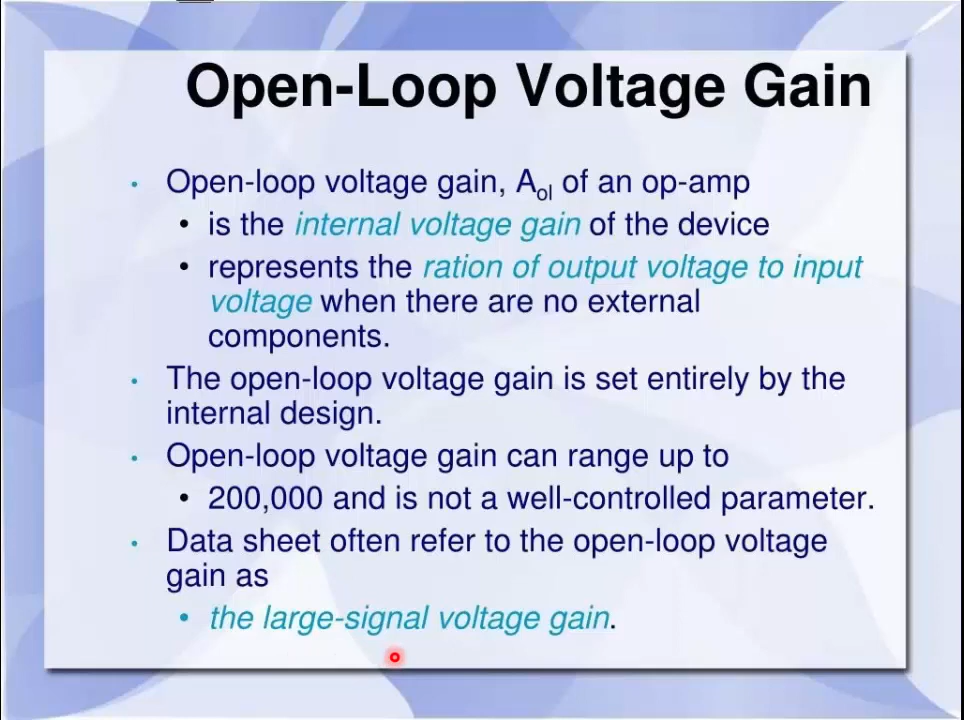 Open-Loop Voltage Gain
• Open-loop voltage gain, Aol of an op-amp
• is the internal voltage gain of the device
• represents the ration of output voltage to input
voltage when there are no external
components.
• The open-loop voltage gain is set entirely by the
internal design.
• Open-loop voltage gain can range up to
• 200,000 and is not a well-controlled parameter.
• Data sheet often refer to the open-loop voltage
gain as
• the large-signal voltage gain.